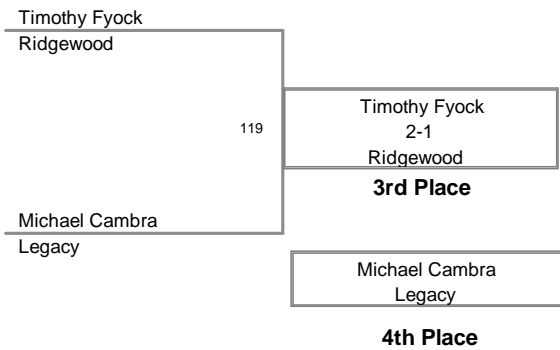 Timothy Fyock
Ridgewood
119
Timothy Fyock
2-1
Ridgewood
3rd Place
Michael Cambra
Legacy
Michael Cambra
Legacy
4th Place